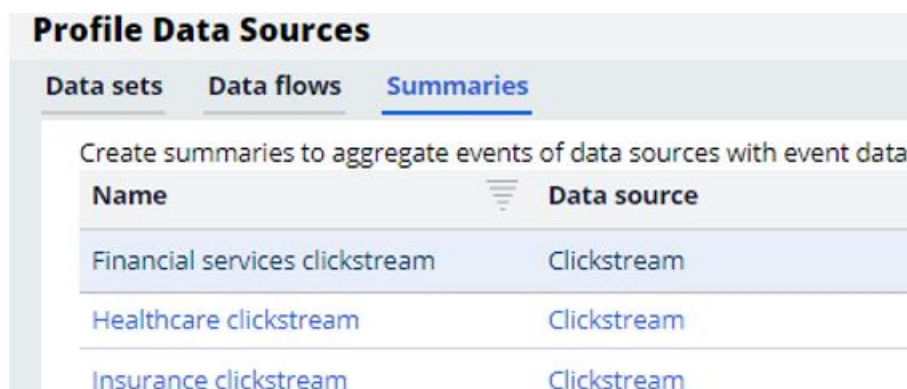 Profile Data Sources
Data sets Data flows Summaries
Create summaries to aggregate events of data sources with event data
Name Data source
Financial services clickstream Clickstream
Healthcare clickstream Clickstream
Insurance clickstream Clickstream